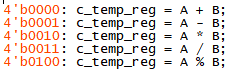 4'b0000: c_temp_reg = A + B;
4'b0001: c_temp_reg = A - B;
4'b0010: c_temp_reg = A * B;
4'b0011: c_temp_reg = A / B;
4'b0100: c_temp_reg = A % B;